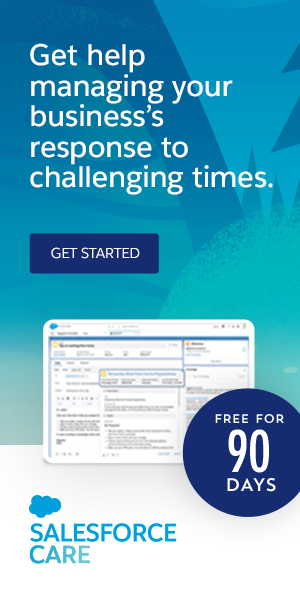 Get help
managing your
business's
response to
challenging times.
GET STARTED
FREE FOR
90
DAYS
SALESFORCE
CARE